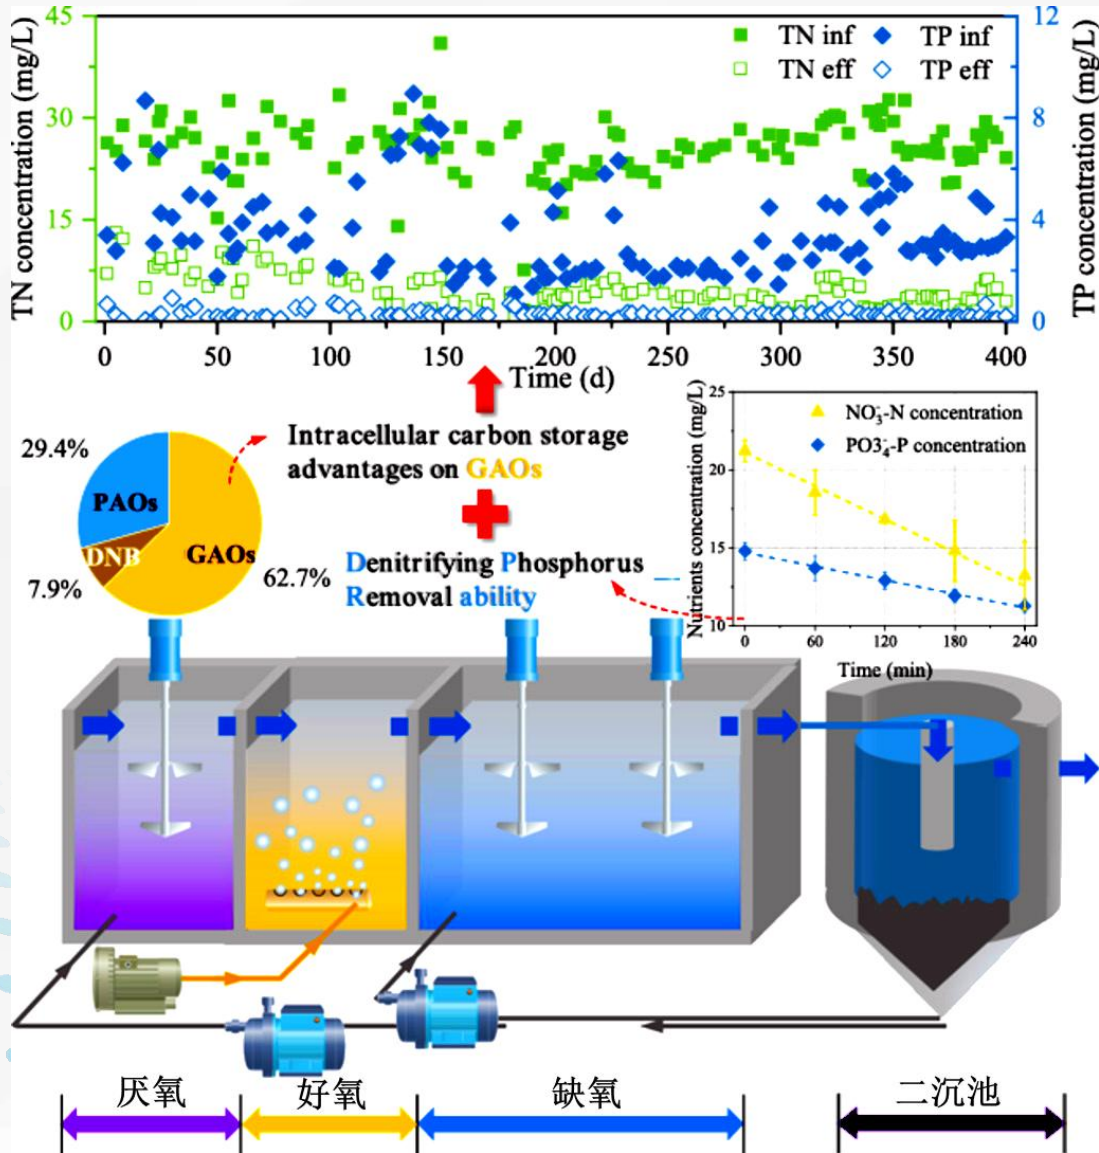 TN concentration (mg/L)
45
30
15
0
TN inf
TP inf
TN eff
TP eff
12
8
4
0
TP concentration (mg/L)
0 50 100 150 200 250 300 350 400
Time (d)
29.4%
PAOs
DNB
GAOs
7.9%
62.7%
Intracellular carbon storage
advantages on GAOs
Denitrifying Phosphorus
Removal ability
Nutrients concentration (mg/L)
25
20
15
10
NO₃⁻-N concentration
PO3₄⁻-P concentration
0 60 120 180 240
Time (min)
厌氧
好氧
缺氧
二沉池